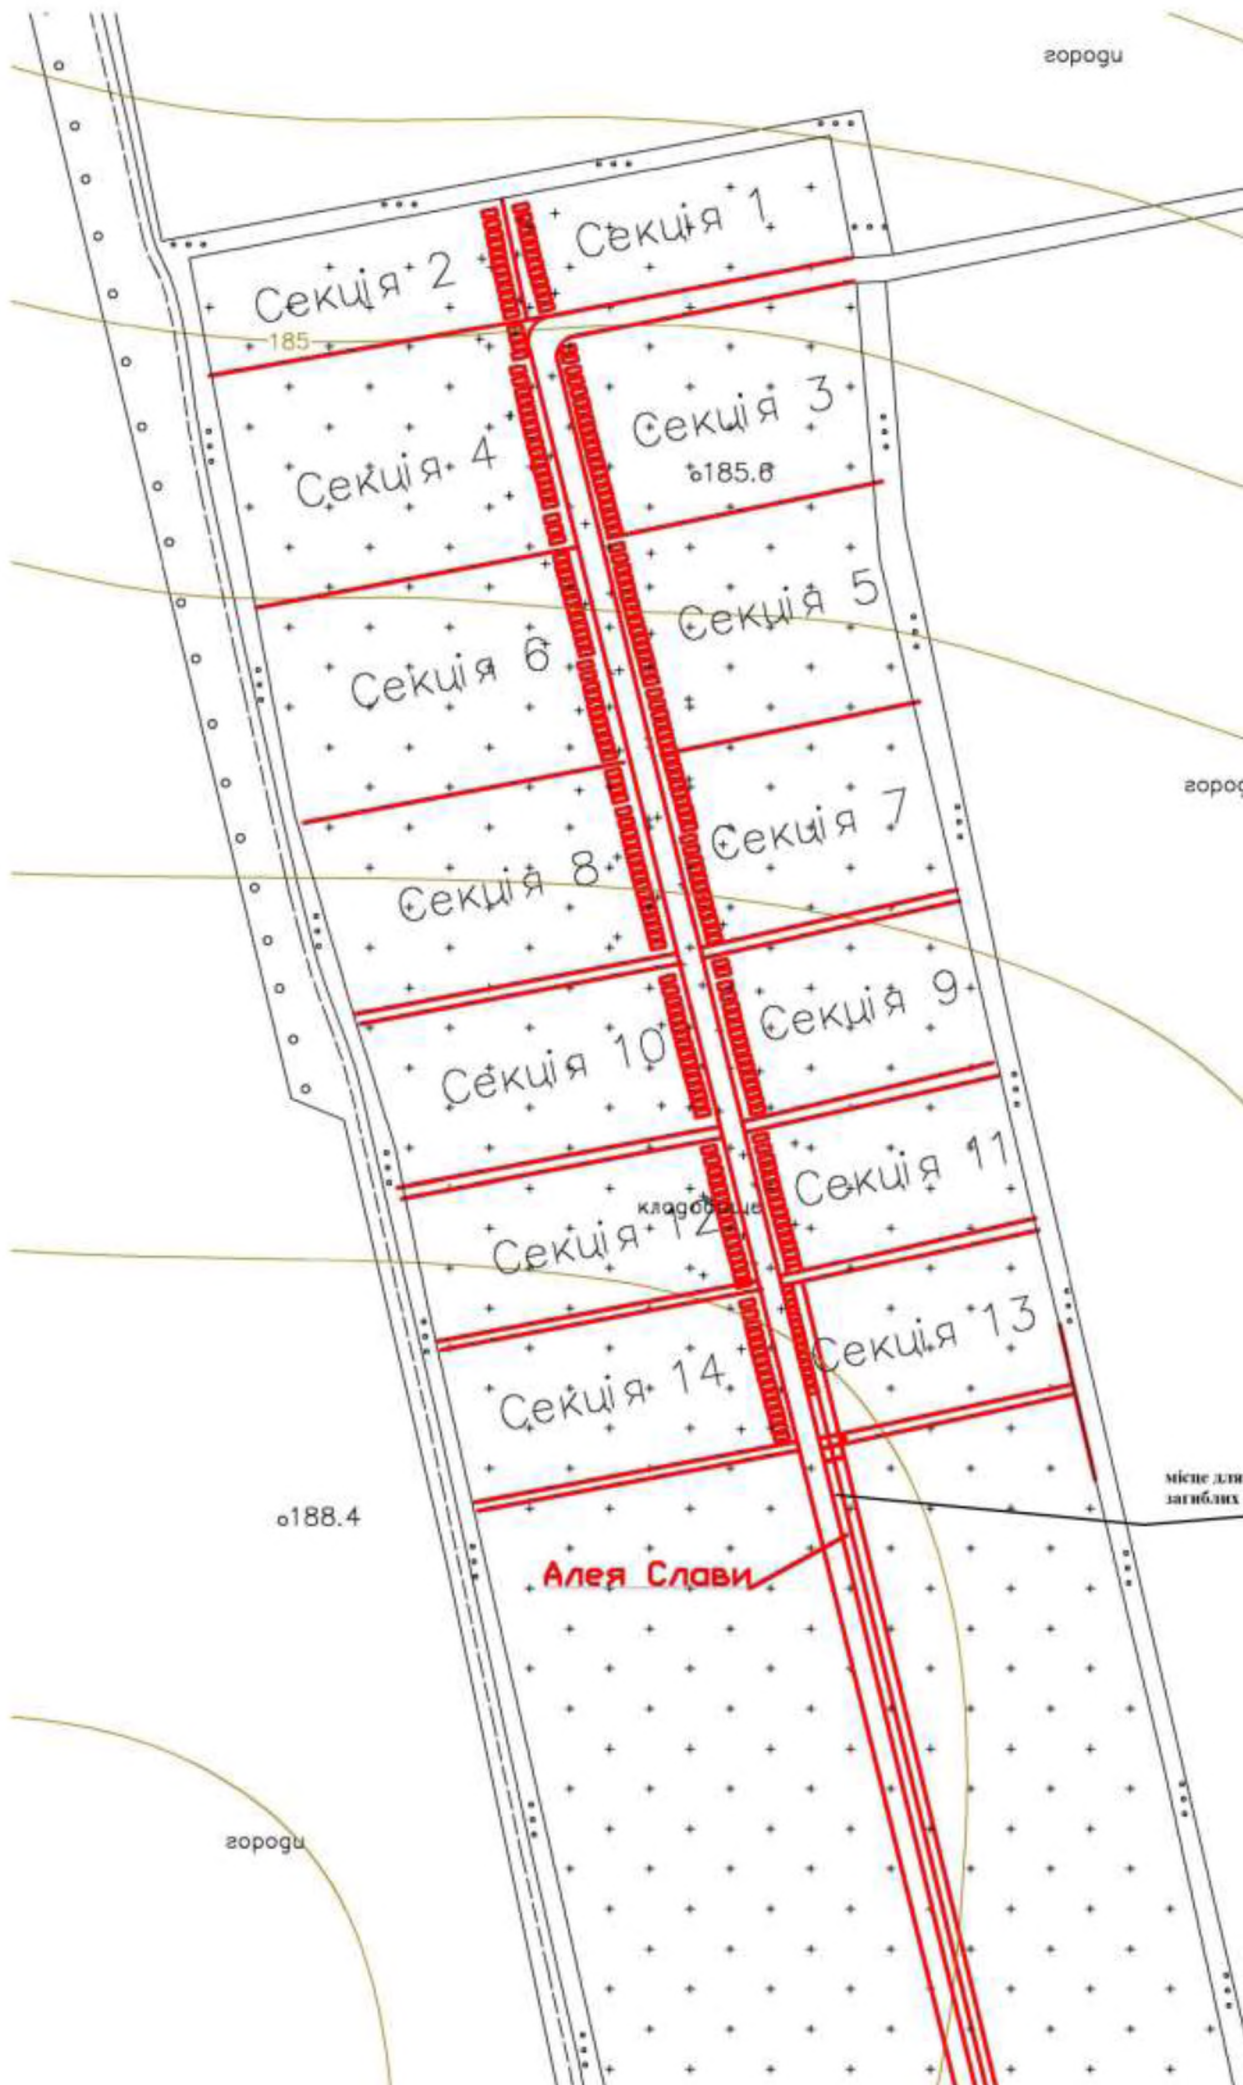 городи
Секція 1
Секція 2
185
Секція 3
185.6
Секція 4
Секція 5
Секція 6
Секція 7
Секція 8
Секція 9
Секція 10
Секція 11
кладовище
Секція 12
Секція 13
Секція 14
місце для
загиблих
188.4
Алея Слави
городи